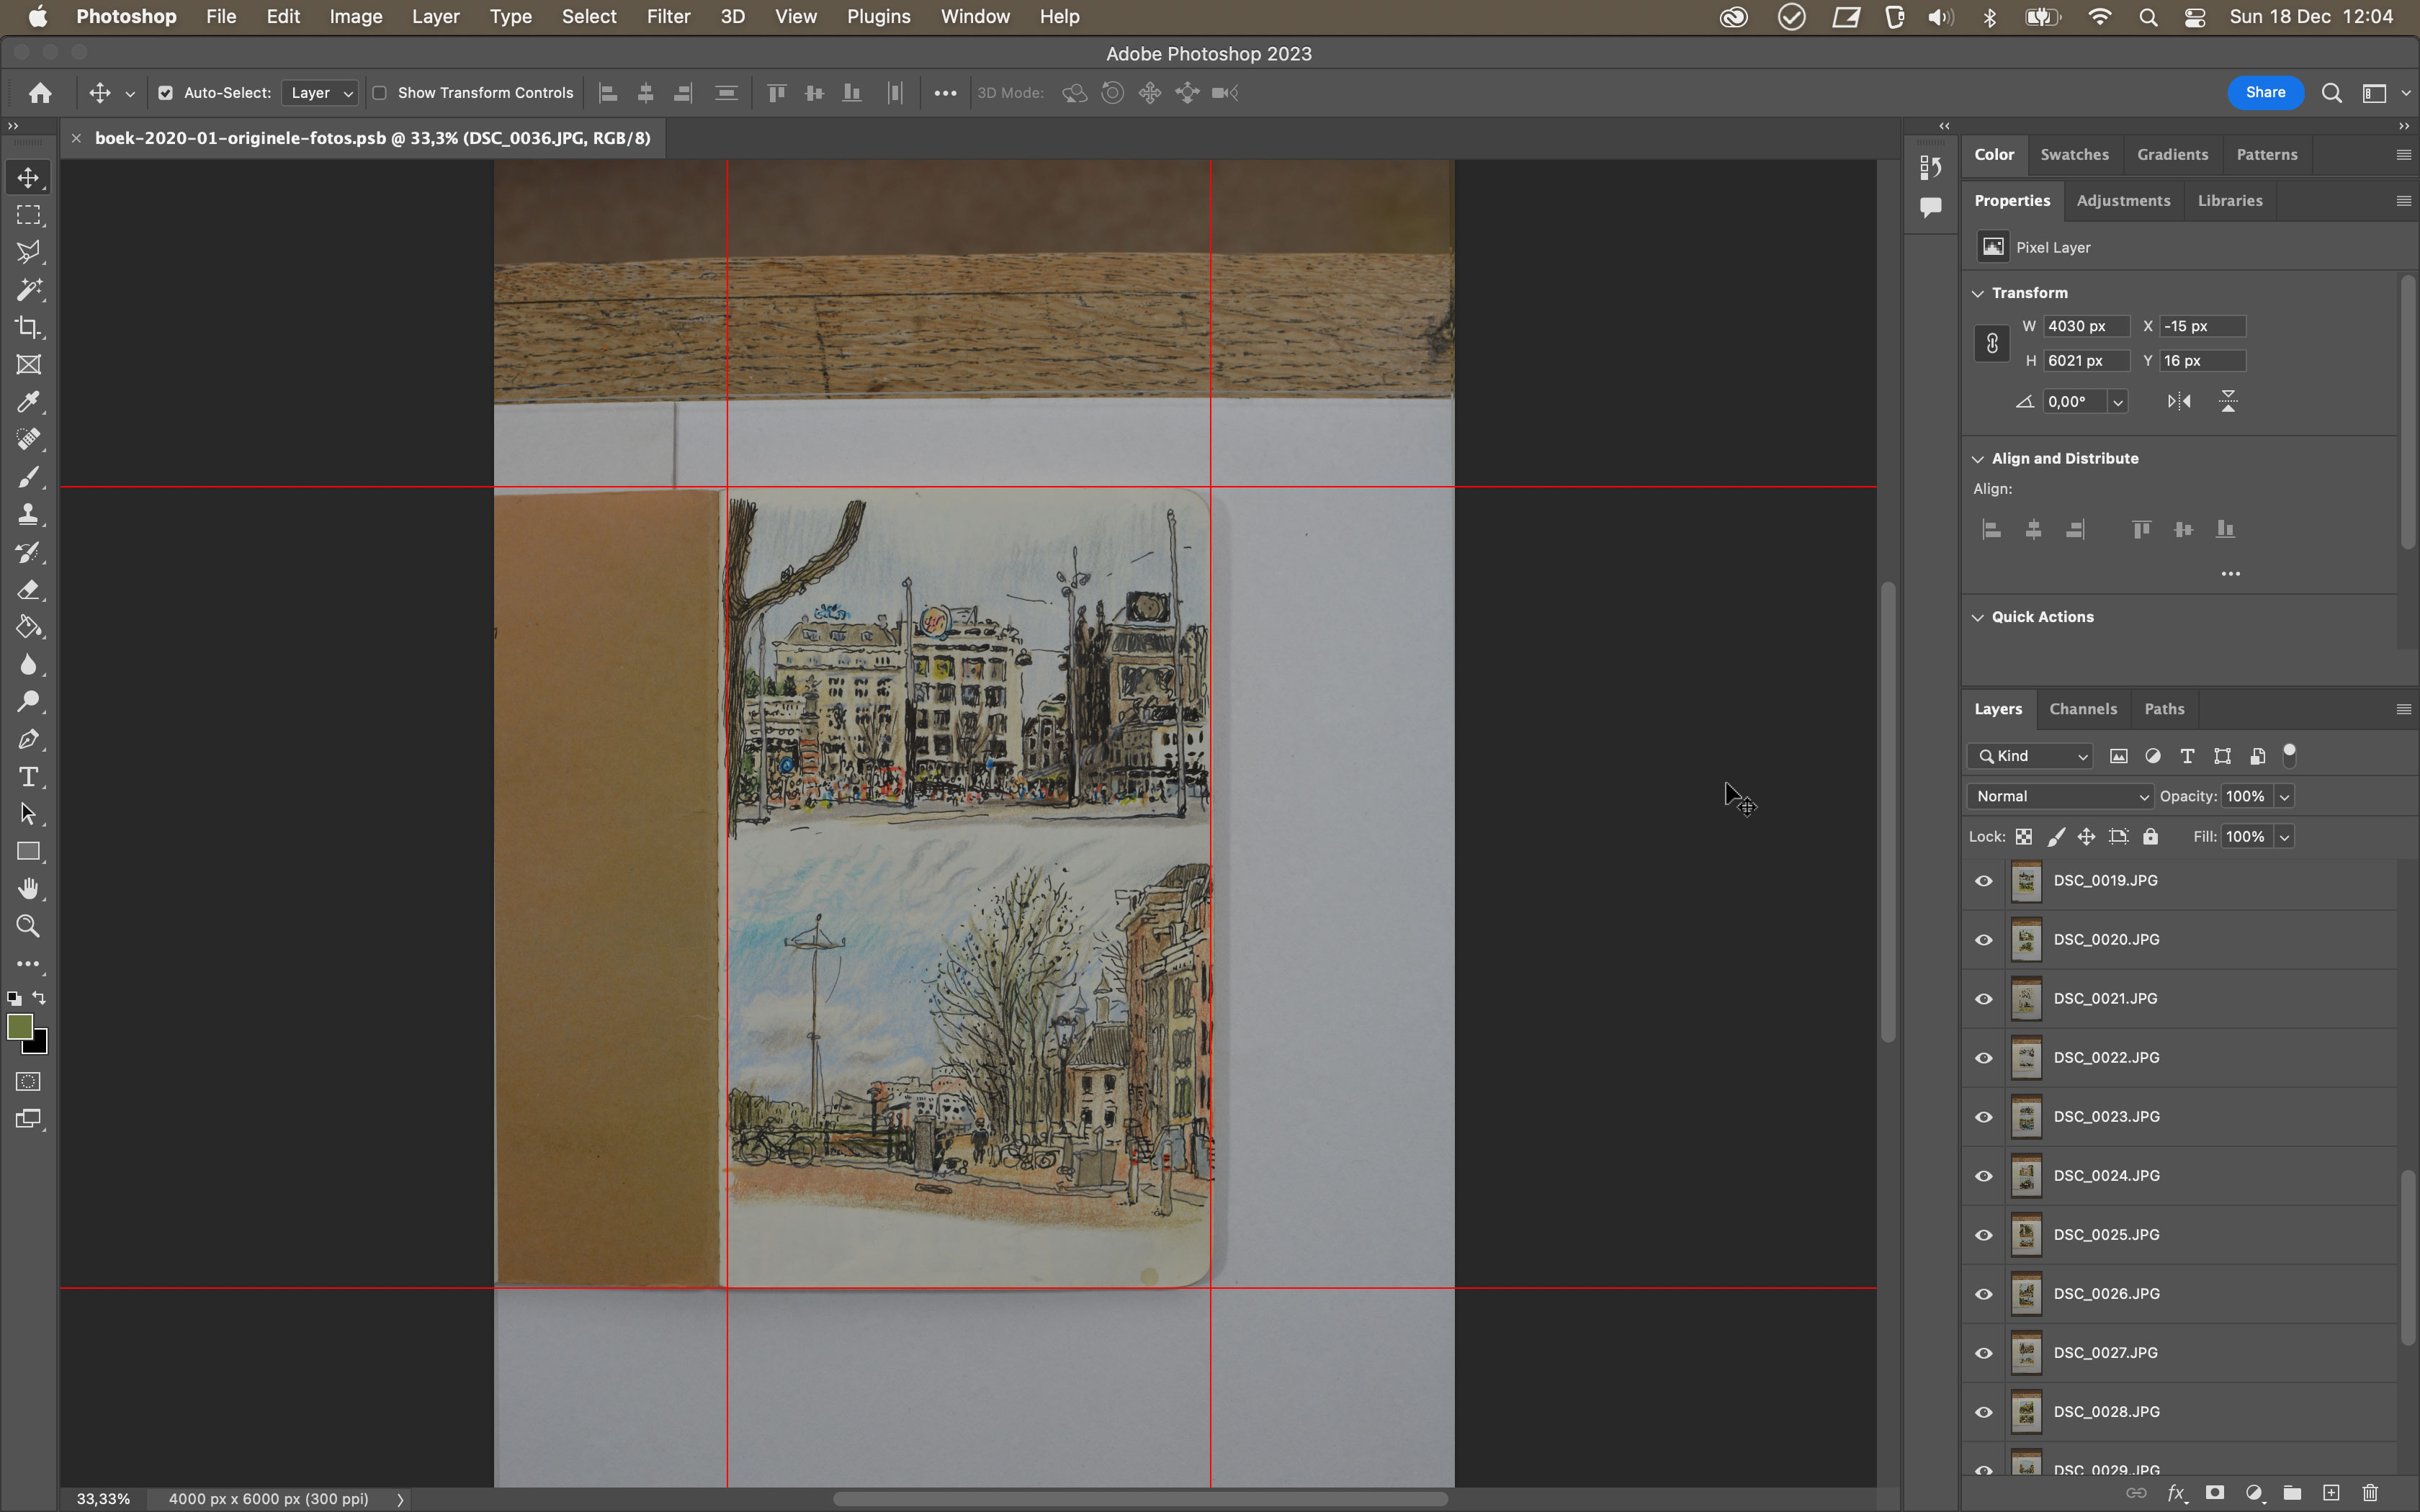 Photoshop File Edit Image Layer Type Select Filter 3D View Plugins Window Help Sun 18 Dec 12:04
Adobe Photoshop 2023
Auto-Select: Layer Show Transform Controls 3D Mode: Share
boek-2020-01-originele-fotos.psb @ 33,3% (DSC_0036.JPG, RGB/8)
Color Swatches Gradients Patterns
Properties Adjustments Libraries
Pixel Layer
Transform
W 4030 px X -15 px
H 6021 px Y 16 px
0,00°
Align and Distribute
Align:
Quick Actions
Layers Channels Paths
Kind
Normal Opacity: 100%
Lock: Fill: 100%
DSC_0019.JPG
DSC_0020.JPG
DSC_0021.JPG
DSC_0022.JPG
DSC_0023.JPG
DSC_0024.JPG
DSC_0025.JPG
DSC_0026.JPG
DSC_0027.JPG
DSC_0028.JPG
DSC_0029.JPG
33,33% 4000 px x 6000 px (300 ppi)